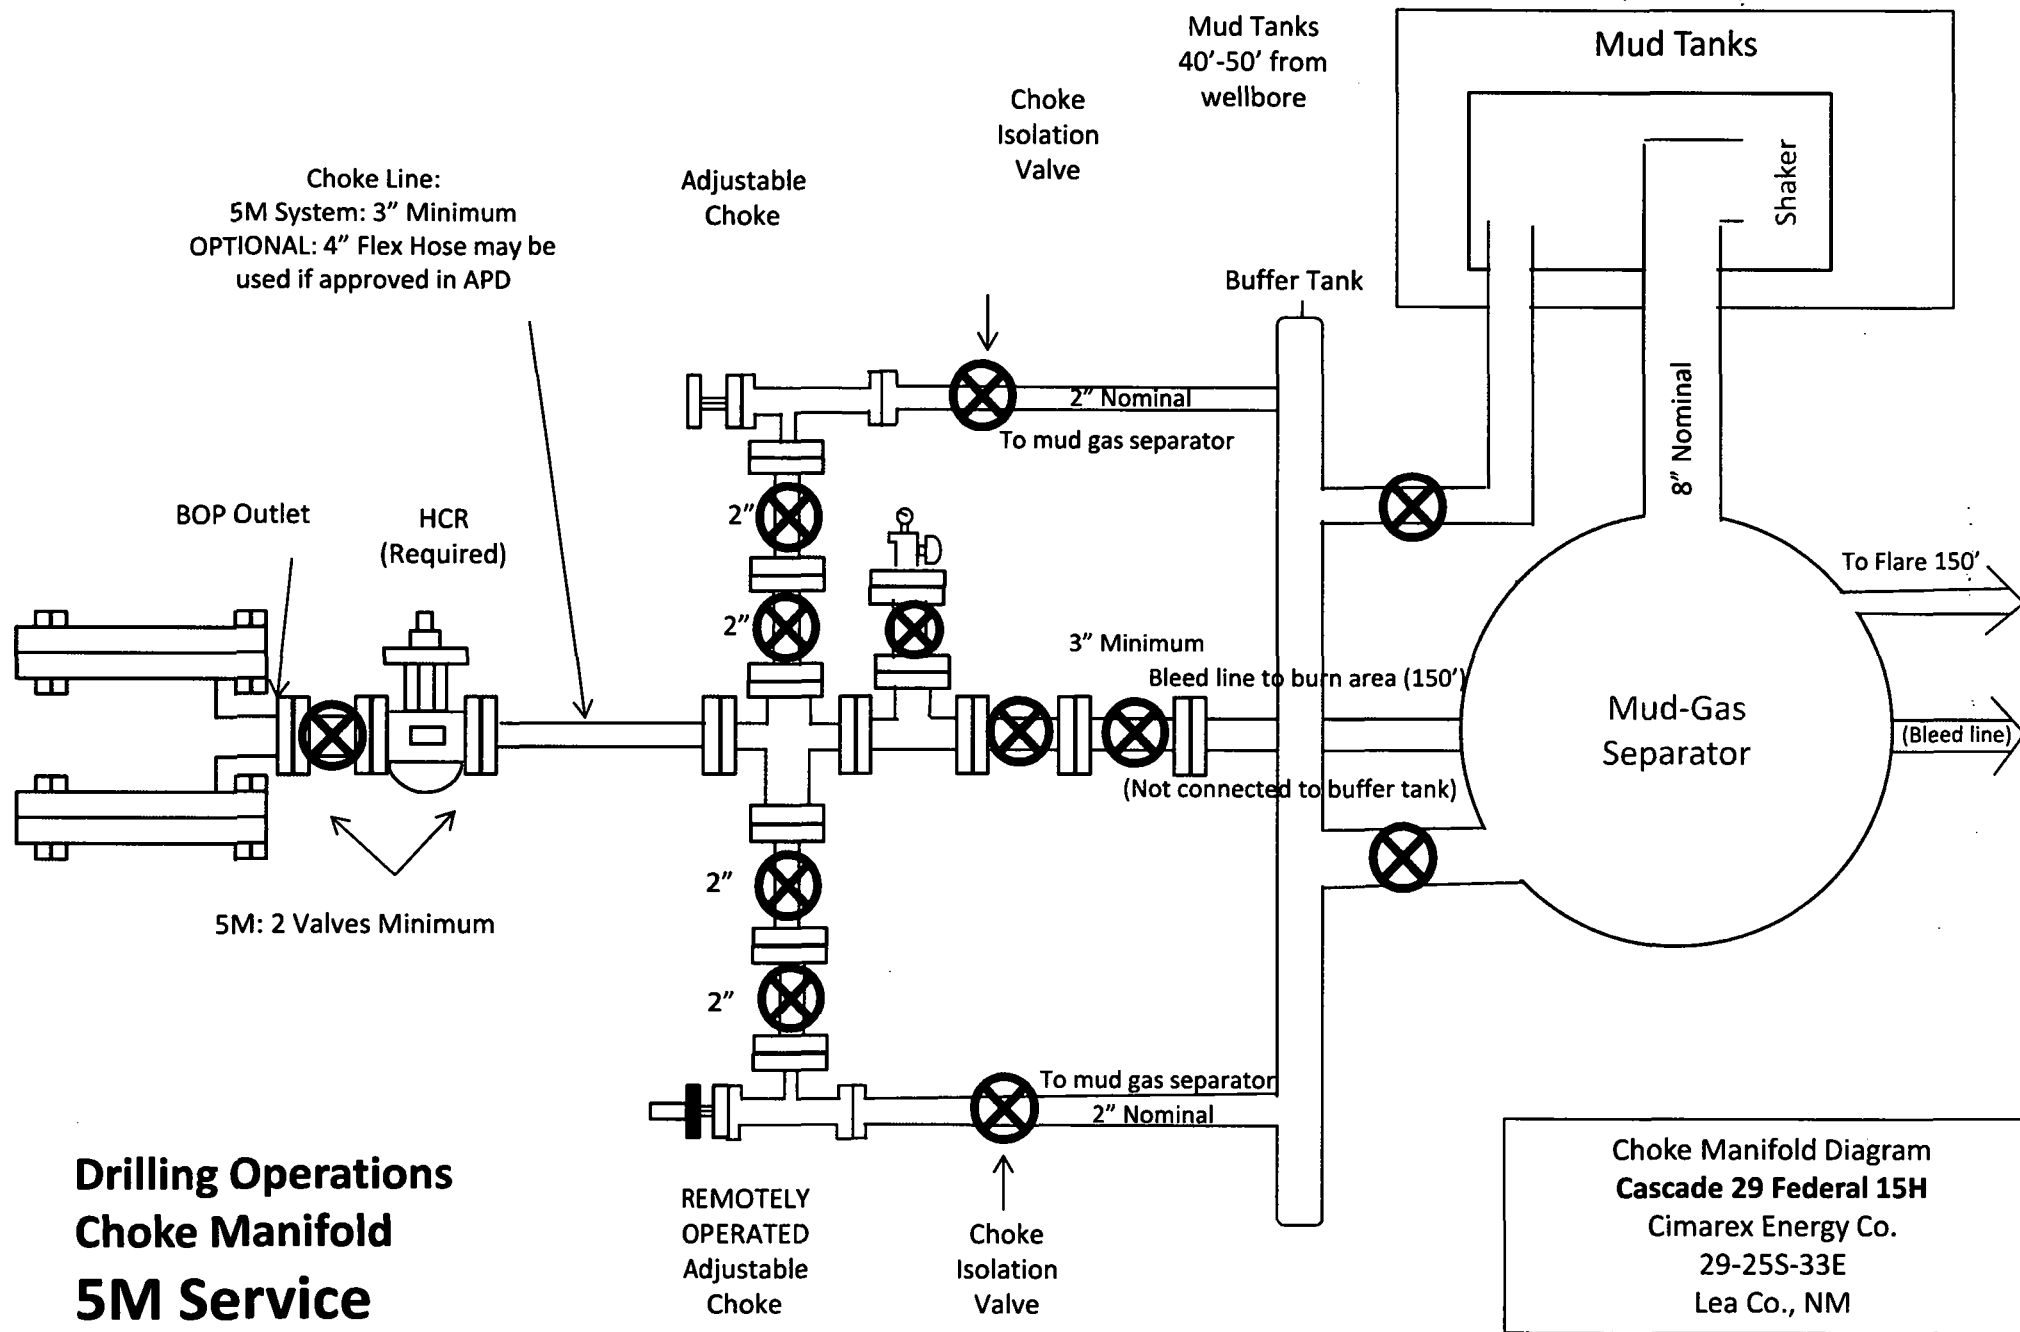 Mud Tanks
40’-50’ from
wellbore
Mud Tanks
Shaker
Choke
Isolation
Valve
Adjustable
Choke
Choke Line:
5M System: 3” Minimum
OPTIONAL: 4” Flex Hose may be
used if approved in APD
Buffer Tank
8” Nominal
2” Nominal
To mud gas separator
BOP Outlet
HCR
(Required)
2”
2”
To Flare 150’
3” Minimum
Bleed line to burn area (150’)
Mud-Gas
Separator
(Bleed line)
(Not connected to buffer tank)
5M: 2 Valves Minimum
2”
2”
To mud gas separator
2” Nominal
REMOTELY
OPERATED
Adjustable
Choke
Choke
Isolation
Valve
Drilling Operations
Choke Manifold
5M Service
Choke Manifold Diagram
Cascade 29 Federal 15H
Cimarex Energy Co.
29-25S-33E
Lea Co., NM